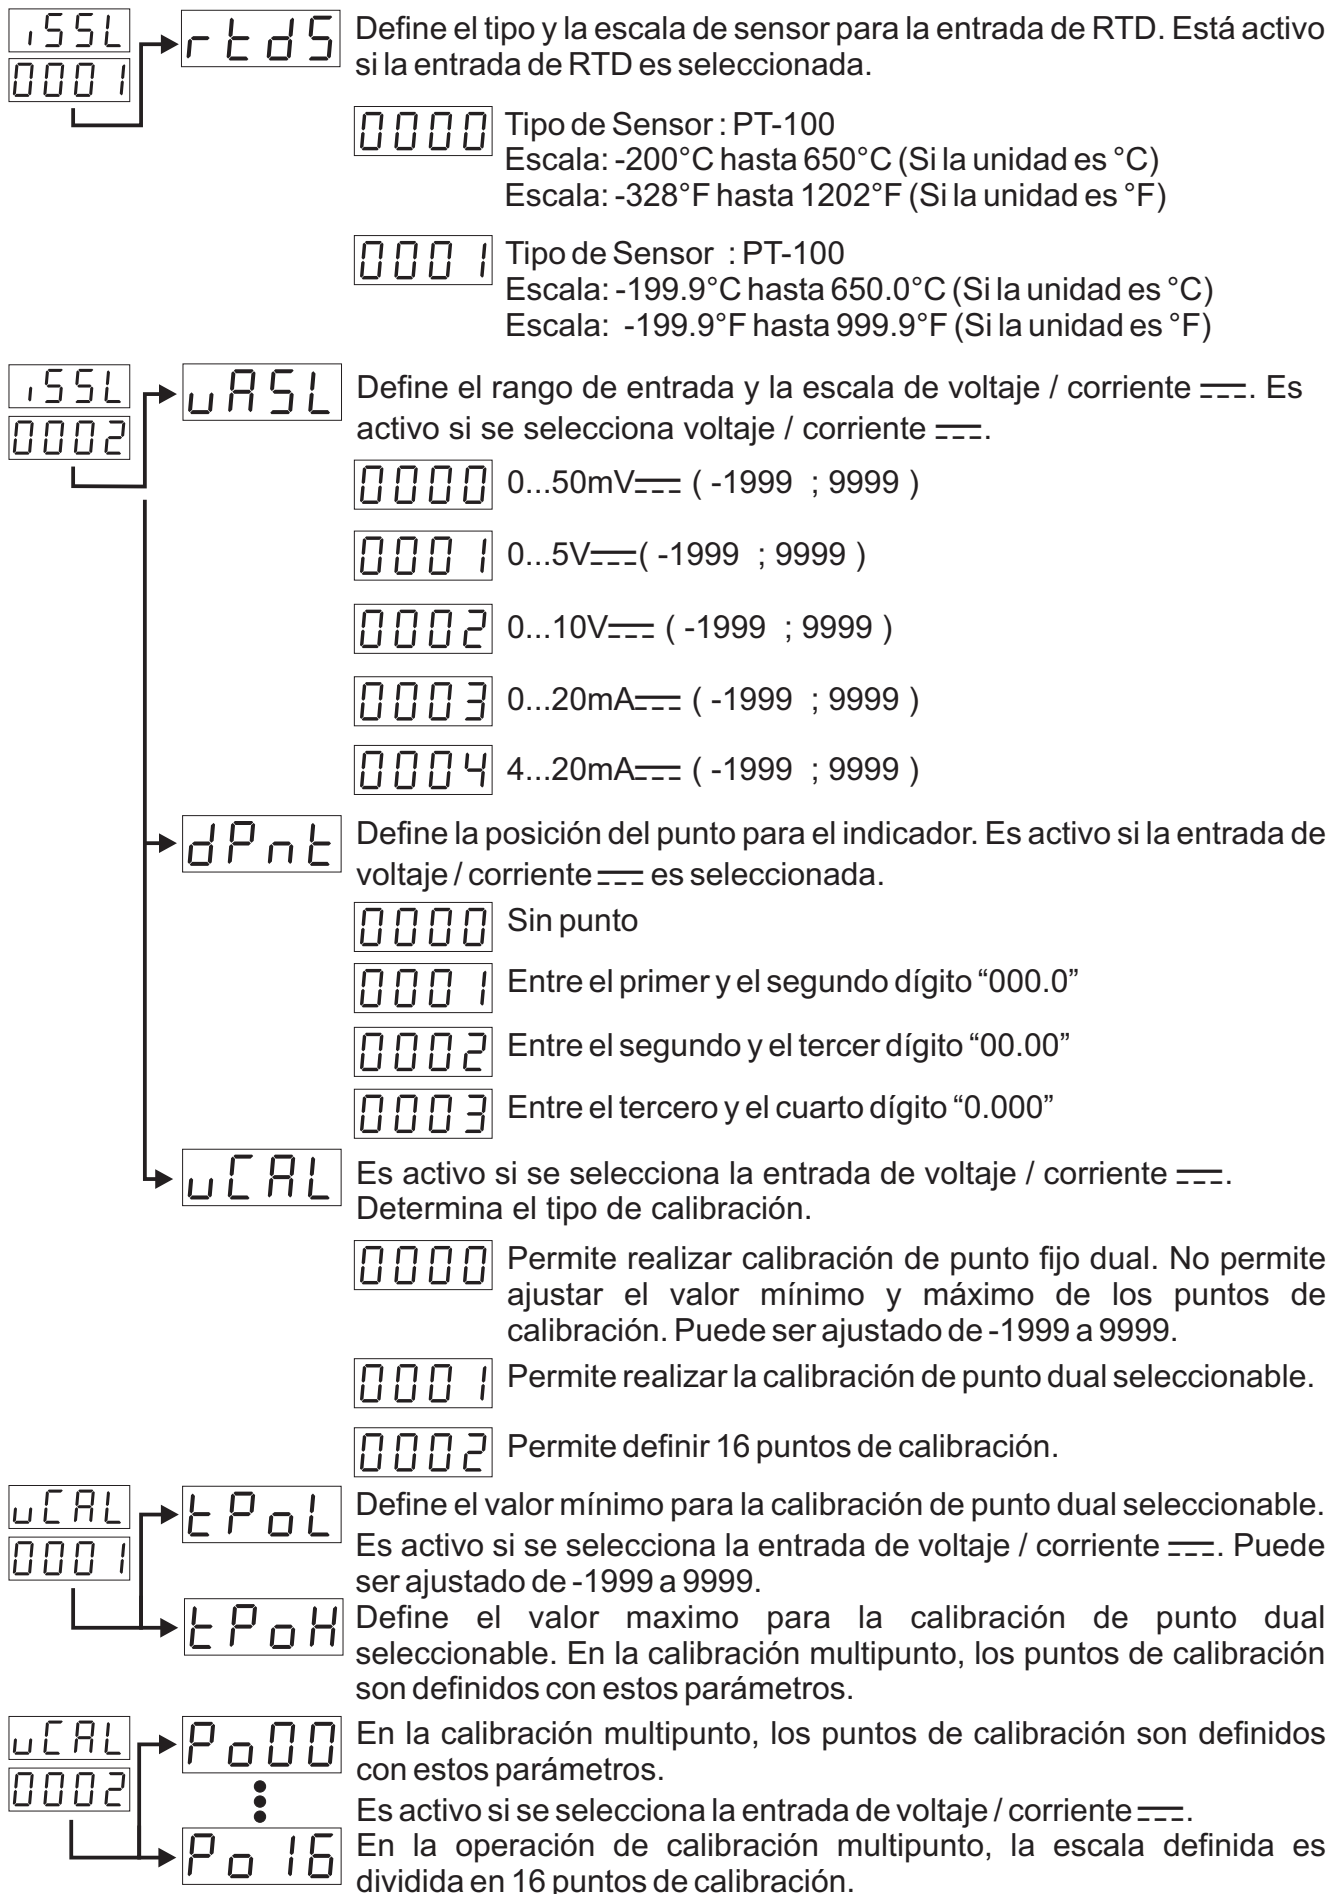 iSSL
0001
rtdS
Define el tipo y la escala de sensor para la entrada de RTD. Está activo
si la entrada de RTD es seleccionada.
0000
Tipo de Sensor : PT-100
Escala: -200°C hasta 650°C (Si la unidad es °C)
Escala: -328°F hasta 1202°F (Si la unidad es °F)
0001
Tipo de Sensor : PT-100
Escala: -199.9°C hasta 650.0°C (Si la unidad es °C)
Escala: -199.9°F hasta 999.9°F (Si la unidad es °F)
iSSL
0002
uASL
Define el rango de entrada y la escala de voltaje / corriente ⎓. Es
activo si se selecciona voltaje / corriente ⎓.
0000 0...50mV⎓ ( -1999 ; 9999 )
0001 0...5V⎓( -1999 ; 9999 )
0002 0...10V⎓ ( -1999 ; 9999 )
0003 0...20mA⎓ ( -1999 ; 9999 )
0004 4...20mA⎓ ( -1999 ; 9999 )
dPnt
Define la posición del punto para el indicador. Es activo si la entrada de
voltaje / corriente ⎓ es seleccionada.
0000 Sin punto
0001 Entre el primer y el segundo dígito “000.0”
0002 Entre el segundo y el tercer dígito “00.00”
0003 Entre el tercero y el cuarto dígito “0.000”
uCAL
Es activo si se selecciona la entrada de voltaje / corriente ⎓.
Determina el tipo de calibración.
0000
Permite realizar calibración de punto fijo dual. No permite
ajustar el valor mínimo y máximo de los puntos de
calibración. Puede ser ajustado de -1999 a 9999.
0001 Permite realizar la calibración de punto dual seleccionable.
0002 Permite definir 16 puntos de calibración.
uCAL
0001
tPoL
Define el valor mínimo para la calibración de punto dual seleccionable.
Es activo si se selecciona la entrada de voltaje / corriente ⎓. Puede
ser ajustado de -1999 a 9999.
tPoH
Define el valor maximo para la calibración de punto dual
seleccionable. En la calibración multipunto, los puntos de calibración
son definidos con estos parámetros.
uCAL
0002
Po00
En la calibración multipunto, los puntos de calibración son definidos
con estos parámetros.
Es activo si se selecciona la entrada de voltaje / corriente ⎓.
Po16
En la operación de calibración multipunto, la escala definida es
dividida en 16 puntos de calibración.